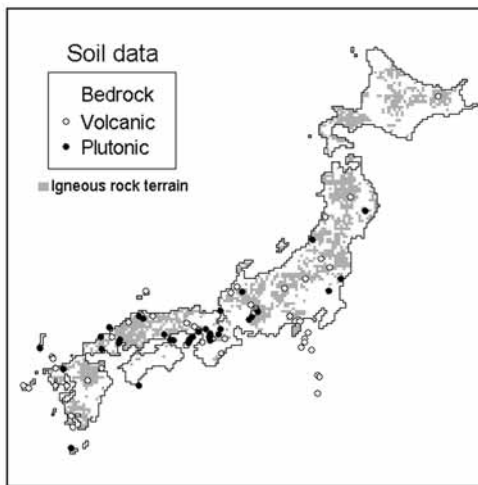 Soil data
Bedrock
Volcanic
Plutonic
Igneous rock terrain